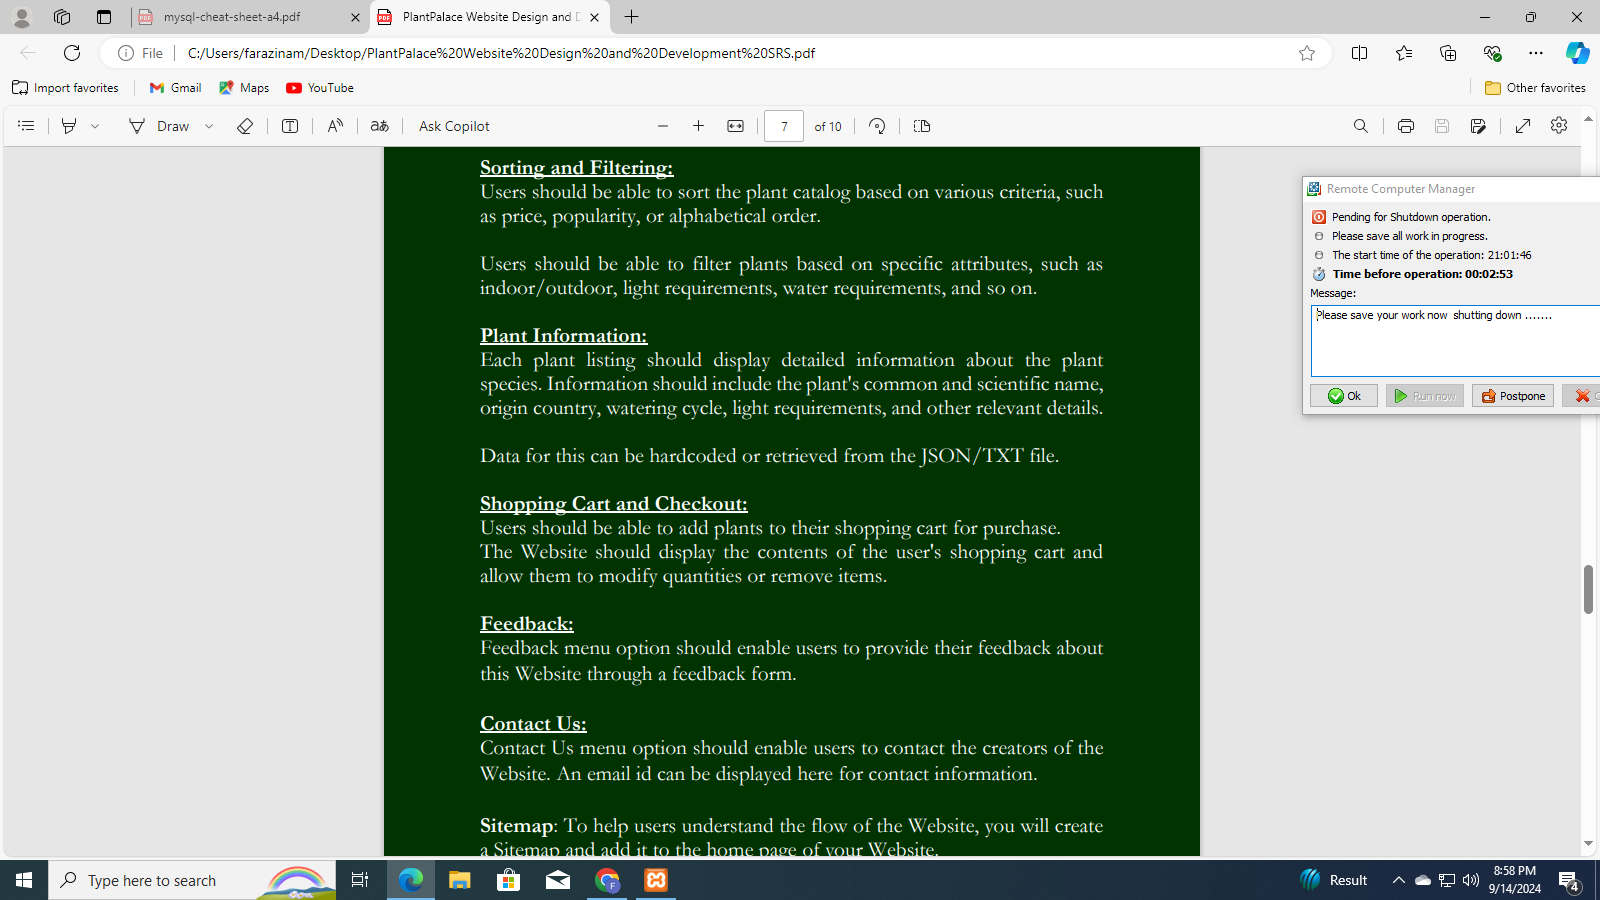 mysql-cheat-sheet-a4.pdf
PlantPalace Website Design and D
File
C:/Users/farazinam/Desktop/PlantPalace%20Website%20Design%20and%20Development%20SRS.pdf
Import favorites
Gmail
Maps
YouTube
Other favorites
Draw
aあ
Ask Copilot
7 of 10
Sorting and Filtering:
Users should be able to sort the plant catalog based on various criteria, such
as price, popularity, or alphabetical order.
Users should be able to filter plants based on specific attributes, such as
indoor/outdoor, light requirements, water requirements, and so on.
Plant Information:
Each plant listing should display detailed information about the plant
species. Information should include the plant's common and scientific name,
origin country, watering cycle, light requirements, and other relevant details.
Data for this can be hardcoded or retrieved from the JSON/TXT file.
Shopping Cart and Checkout:
Users should be able to add plants to their shopping cart for purchase.
The Website should display the contents of the user's shopping cart and
allow them to modify quantities or remove items.
Feedback:
Feedback menu option should enable users to provide their feedback about
this Website through a feedback form.
Contact Us:
Contact Us menu option should enable users to contact the creators of the
Website. An email id can be displayed here for contact information.
Sitemap: To help users understand the flow of the Website, you will create
a Sitemap and add it to the home page of your Website.
Remote Computer Manager
Pending for Shutdown operation.
Please save all work in progress.
The start time of the operation: 21:01:46
Time before operation: 00:02:53
Message:
Please save your work now  shutting down .......
Ok
Run now
Postpone
Type here to search
Result
8:58 PM
9/14/2024
4